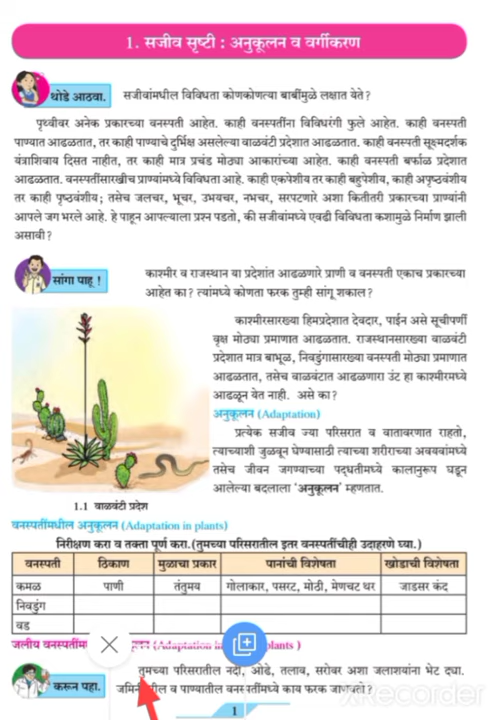 1. सजीव सृष्टी : अनुकूलन व वर्गीकरण
थोडे आठवा.
सजीवांमधील विविधता कोणकोणत्या बाबींमुळे लक्षात येते ?
पृथ्वीवर अनेक प्रकारच्या वनस्पती आहेत. काही वनस्पतींना विविधरंगी फुले आहेत. काही वनस्पती
पाण्यात आढळतात, तर काही पाण्याचे दुर्भिक्ष असलेल्या वाळवंटी प्रदेशात आढळतात. काही वनस्पती सूक्ष्मदर्शक
यंत्राशिवाय दिसत नाहीत, तर काही मात्र प्रचंड मोठ्या आकारांच्या आहेत. काही वनस्पती बर्फाळ प्रदेशात
आढळतात. वनस्पतींसारखीच प्राण्यांमध्ये विविधता आहे. काही एकपेशीय तर काही बहुपेशीय, काही अपृष्ठवंशीय
तर काही पृष्ठवंशीय; तसेच जलचर, भूचर, उभयचर, नभचर, सरपटणारे अशा कितीतरी प्रकारच्या प्राण्यांनी
आपले जग भरले आहे. हे पाहून आपल्याला प्रश्न पडतो, की सजीवांमध्ये एवढी विविधता कशामुळे निर्माण झाली
असावी ?
सांगा पाहू !
काश्मीर व राजस्थान या प्रदेशांत आढळणारे प्राणी व वनस्पती एकाच प्रकारच्या
आहेत का ? त्यांमध्ये कोणता फरक तुम्ही सांगू शकाल ?
काश्मीरसारख्या हिमप्रदेशात देवदार, पाईन असे सूचीपर्णी
वृक्ष मोठ्या प्रमाणात आढळतात. राजस्थानसारख्या वाळवंटी
प्रदेशात मात्र बाभूळ, निवडुंगासारख्या वनस्पती मोठ्या प्रमाणात
आढळतात, तसेच वाळवंटात आढळणारा उंट हा काश्मीरमध्ये
आढळून येत नाही. असे का ?
अनुकूलन (Adaptation)
प्रत्येक सजीव ज्या परिसरात व वातावरणात राहतो,
त्याच्याशी जुळवून घेण्यासाठी त्याच्या शरीराच्या अवयवांमध्ये
तसेच जीवन जगण्याच्या पद्धतीमध्ये कालानुरूप घडून
आलेल्या बदलाला 'अनुकूलन' म्हणतात.
1.1 वाळवंटी प्रदेश
वनस्पतींमधील अनुकूलन (Adaptation in plants)
निरीक्षण करा व तक्ता पूर्ण करा.(तुमच्या परिसरातील इतर वनस्पतींचीही उदाहरणे घ्या.)
वनस्पती ठिकाण मुळाचा प्रकार पानांची विशेषता खोडाची विशेषता
कमळ पाणी तंतुमय गोलाकार, पसरट, मोठी, मेणचट थर जाडसर कंद
निवडुंग
वड
जलीय (Adaptation in plants )
करून पहा.
तुमच्या परिसरातील नदी, ओढे, तलाव, सरोवर अशा जलाशयांना भेट द्या.
व पाण्यातील वनस्पतींमध्ये काय फरक जाणवतो ?
1
XRecorder